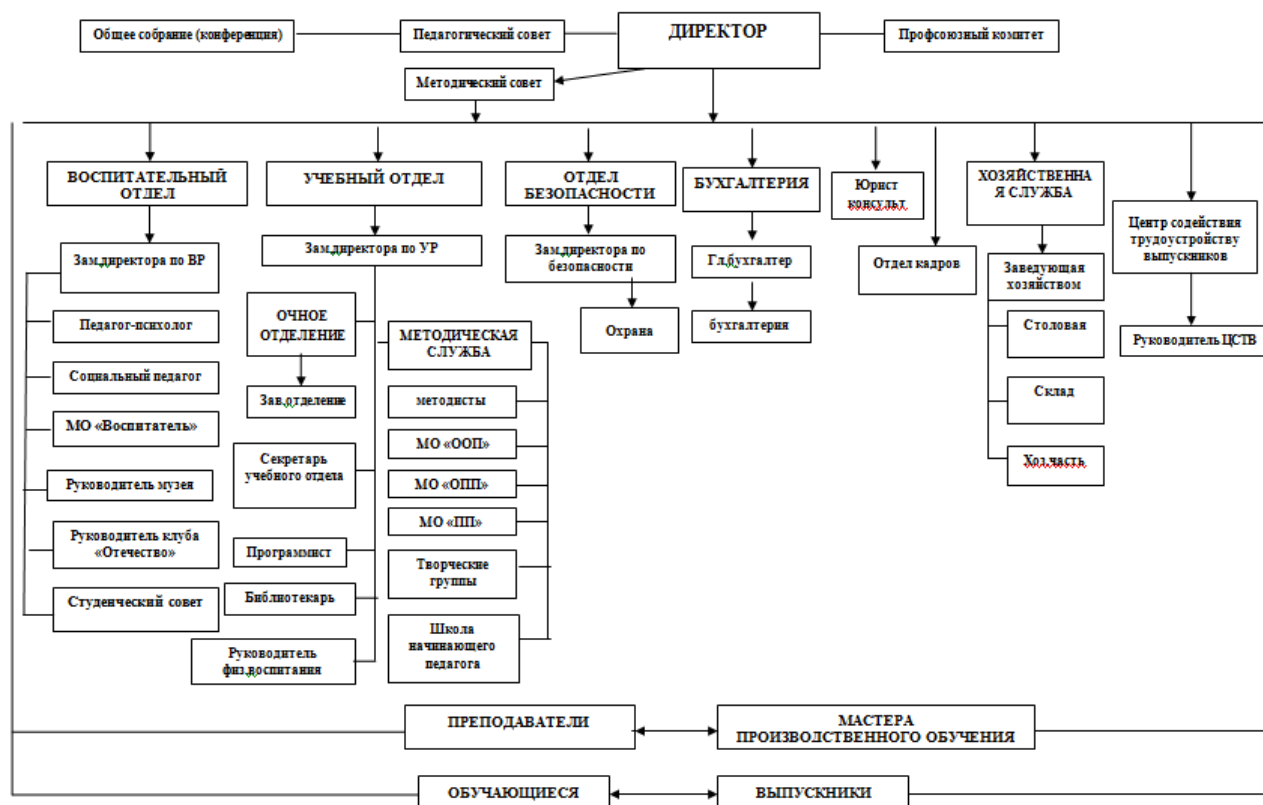 Общее собрание (конференция)
Педагогический совет
ДИРЕКТОР
Профсоюзный комитет
Методический совет
ВОСПИТАТЕЛЬНЫЙ
ОТДЕЛ
УЧЕБНЫЙ ОТДЕЛ
ОТДЕЛ
БЕЗОПАСНОСТИ
БУХГАЛТЕРИЯ
Юрист
консульт
Отдел кадров
ХОЗЯЙСТВЕННА
Я СЛУЖБА
Центр содействия
трудоустройству
выпускников
Зам.директора по ВР
Педагог-психолог
Социальный педагог
МО «Воспитатель»
Руководитель музея
Руководитель клуба
«Отечество»
Студенческий совет
Зам.директора по УР
ОЧНОЕ
ОТДЕЛЕНИЕ
Зав.отделение
Секретарь
учебного отдела
Программист
Библиотекарь
Руководитель
физ.воспитания
МЕТОДИЧЕСКАЯ
СЛУЖБА
методисты
МО «ООП»
МО «ОПП»
МО «ПП»
Творческие
группы
Школа
начинающего
педагога
Зам.директора по
безопасности
Охрана
Гл.бухгалтер
бухгалтерия
Заведующая
хозяйством
Столовая
Склад
Хоз.часть
Руководитель ЦСТВ
ПРЕПОДАВАТЕЛИ
МАСТЕРА
ПРОИЗВОДСТВЕННОГО ОБУЧЕНИЯ
ОБУЧАЮЩИЕСЯ
ВЫПУСКНИКИ